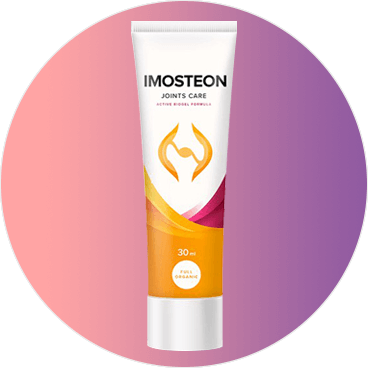 IMOSTEON
JOINTS CARE
ACTIVE BIOGEL FORMULA
30 ml
FULL
ORGANIC